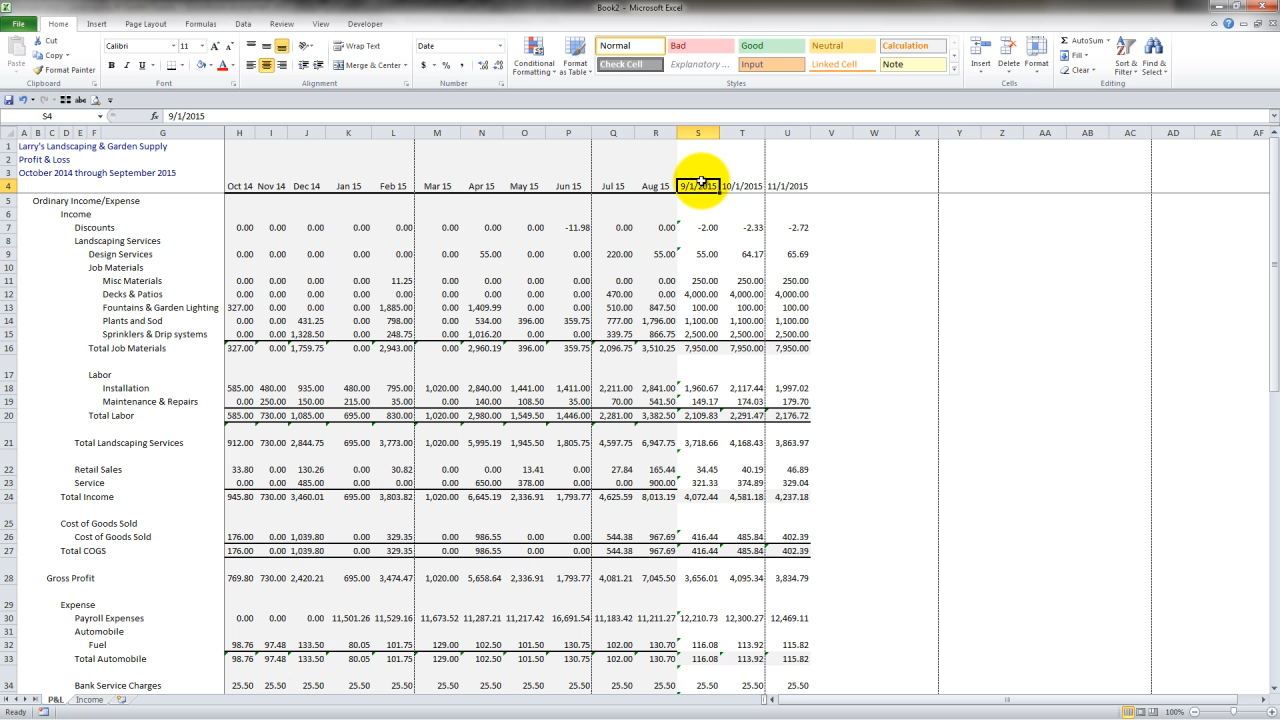 Book2 - Microsoft Excel
File Home Insert Page Layout Formulas Data Review View Developer
Cut Calibri 11 A A Wrap Text Date Normal Bad Good Neutral Calculation AutoSum
Copy Fill
Paste Format Painter B I U A Merge & Center $ % , Conditional Formatting Format as Table Check Cell Explanatory ... Input Linked Cell Note Insert Delete Format Clear Sort & Filter Find & Select
Clipboard Font Alignment Number Styles Cells Editing
abc
S4 fx 9/1/2015
A B C D E F G H I J K L M N O P Q R S T U V W X Y Z AA AB AC AD AE AF
1 Larry's Landscaping & Garden Supply
2 Profit & Loss
3 October 2014 through September 2015
4 Oct 14 Nov 14 Dec 14 Jan 15 Feb 15 Mar 15 Apr 15 May 15 Jun 15 Jul 15 Aug 15 9/1/2015 10/1/2015 11/1/2015
5 Ordinary Income/Expense
6 Income
7 Discounts 0.00 0.00 0.00 0.00 0.00 0.00 0.00 0.00 -11.98 0.00 0.00 -2.00 -2.33 -2.72
8 Landscaping Services
9 Design Services 0.00 0.00 0.00 0.00 0.00 0.00 55.00 0.00 0.00 220.00 55.00 55.00 64.17 65.69
10 Job Materials
11 Misc Materials 0.00 0.00 0.00 0.00 11.25 0.00 0.00 0.00 0.00 0.00 0.00 250.00 250.00 250.00
12 Decks & Patios 0.00 0.00 0.00 0.00 0.00 0.00 0.00 0.00 0.00 470.00 0.00 4,000.00 4,000.00 4,000.00
13 Fountains & Garden Lighting 327.00 0.00 0.00 0.00 1,885.00 0.00 1,409.99 0.00 0.00 510.00 847.50 100.00 100.00 100.00
14 Plants and Sod 0.00 0.00 431.25 0.00 798.00 0.00 534.00 396.00 359.75 777.00 1,796.00 1,100.00 1,100.00 1,100.00
15 Sprinklers & Drip systems 0.00 0.00 1,328.50 0.00 248.75 0.00 1,016.20 0.00 0.00 339.75 866.75 2,500.00 2,500.00 2,500.00
16 Total Job Materials 327.00 0.00 1,759.75 0.00 2,943.00 0.00 2,960.19 396.00 359.75 2,096.75 3,510.25 7,950.00 7,950.00 7,950.00
17 Labor
18 Installation 585.00 480.00 935.00 480.00 795.00 1,020.00 2,840.00 1,441.00 1,411.00 2,211.00 2,841.00 1,960.67 2,117.44 1,997.02
19 Maintenance & Repairs 0.00 250.00 150.00 215.00 35.00 0.00 140.00 108.50 35.00 70.00 541.50 149.17 174.03 179.70
20 Total Labor 585.00 730.00 1,085.00 695.00 830.00 1,020.00 2,980.00 1,549.50 1,446.00 2,281.00 3,382.50 2,109.83 2,291.47 2,176.72
21 Total Landscaping Services 912.00 730.00 2,844.75 695.00 3,773.00 1,020.00 5,995.19 1,945.50 1,805.75 4,597.75 6,947.75 3,718.66 4,168.43 3,863.97
22 Retail Sales 33.80 0.00 130.26 0.00 30.82 0.00 0.00 13.41 0.00 27.84 165.44 34.45 40.19 46.89
23 Service 0.00 0.00 485.00 0.00 0.00 0.00 650.00 378.00 0.00 0.00 900.00 321.33 374.89 329.04
24 Total Income 945.80 730.00 3,460.01 695.00 3,803.82 1,020.00 6,645.19 2,336.91 1,793.77 4,625.59 8,013.19 4,072.44 4,581.18 4,237.18
25 Cost of Goods Sold
26 Cost of Goods Sold 176.00 0.00 1,039.80 0.00 329.35 0.00 986.55 0.00 0.00 544.38 967.69 416.44 485.84 402.39
27 Total COGS 176.00 0.00 1,039.80 0.00 329.35 0.00 986.55 0.00 0.00 544.38 967.69 416.44 485.84 402.39
28 Gross Profit 769.80 730.00 2,420.21 695.00 3,474.47 1,020.00 5,658.64 2,336.91 1,793.77 4,081.21 7,045.50 3,656.01 4,095.34 3,834.79
29 Expense
30 Payroll Expenses 0.00 0.00 0.00 11,501.26 11,529.16 11,673.52 11,287.21 11,217.42 16,691.54 11,183.42 11,211.27 12,210.73 12,300.27 12,469.11
31 Automobile
32 Fuel 98.76 97.48 133.50 80.05 101.75 129.00 102.50 101.50 130.75 102.00 130.70 116.08 113.92 115.82
33 Total Automobile 98.76 97.48 133.50 80.05 101.75 129.00 102.50 101.50 130.75 102.00 130.70 116.08 113.92 115.82
34 Bank Service Charges 25.50 25.50 25.50 25.50 25.50 25.50 25.50 25.50 25.50 25.50 25.50 25.50 25.50 25.50
P&L Income
Ready 100%